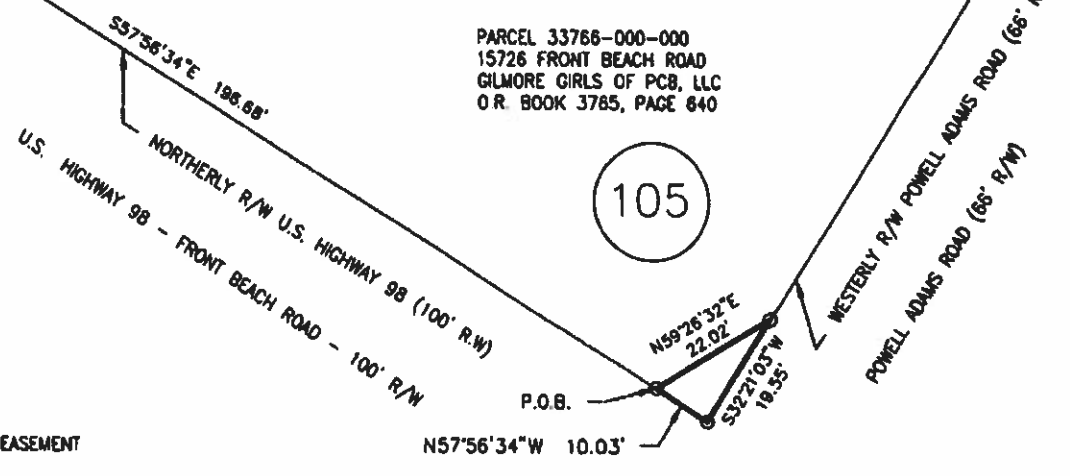 S57°56'34"E 196.68'
PARCEL 33766-000-000
15726 FRONT BEACH ROAD
GILMORE GIRLS OF PCB, LLC
O.R. BOOK 3785, PAGE 640
105
NORTHERLY R/W U.S. HIGHWAY 98 (100' R.W)
U.S. HIGHWAY 98 - FRONT BEACH ROAD - 100' R/W
WESTERLY R/W POWELL ADAMS ROAD (66'
POWELL ADAMS ROAD (66' R/W)
N59°26'32"E
22.02'
S32°21'03"W
19.55'
P.O.B.
N57°56'34"W 10.03'
EASEMENT